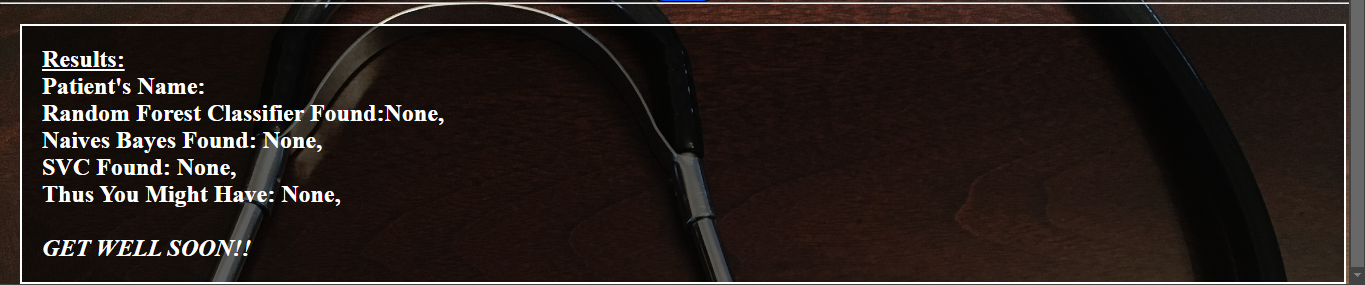 Results:
Patient's Name:
Random Forest Classifier Found:None,
Naives Bayes Found: None,
SVC Found: None,
Thus You Might Have: None,
GET WELL SOON!!